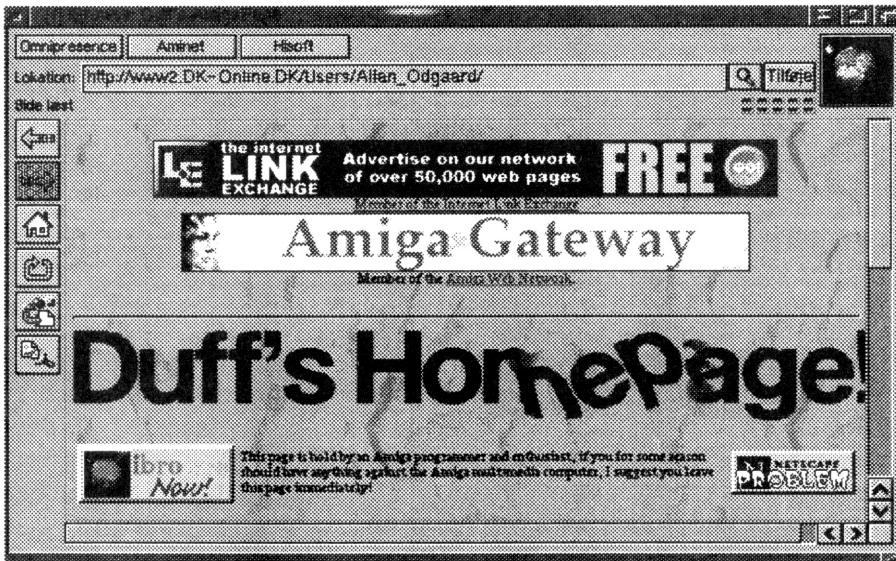 Omnipresence Aminet Hisoft
Lokation: http://www2.DK-Online.DK/Users/Allan_Odgaard/ Tilføje
Side læst
the internet
LE LINK
EXCHANGE
Advertise on our network
of over 50,000 web pages
FREE
Member of the Internet Link Exchange
Amiga Gateway
Member of the Amiga Web Network.
Duff's Homepage!
ibro
Now!
This page is hold by an Amiga programmer and enthusiast, if you for some eason
should have anything against the Amiga multimedia computer, I suggest you leave
this page immediately!
NETSCAPE
PROBLEM